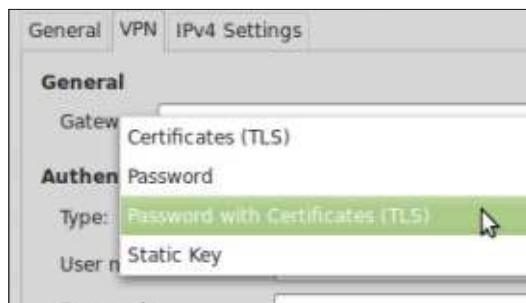 General VPN IPv4 Settings
General
Gatew
Certificates (TLS)
Authen
Password
Type:
Password with Certificates (TLS)
User n
Static Key